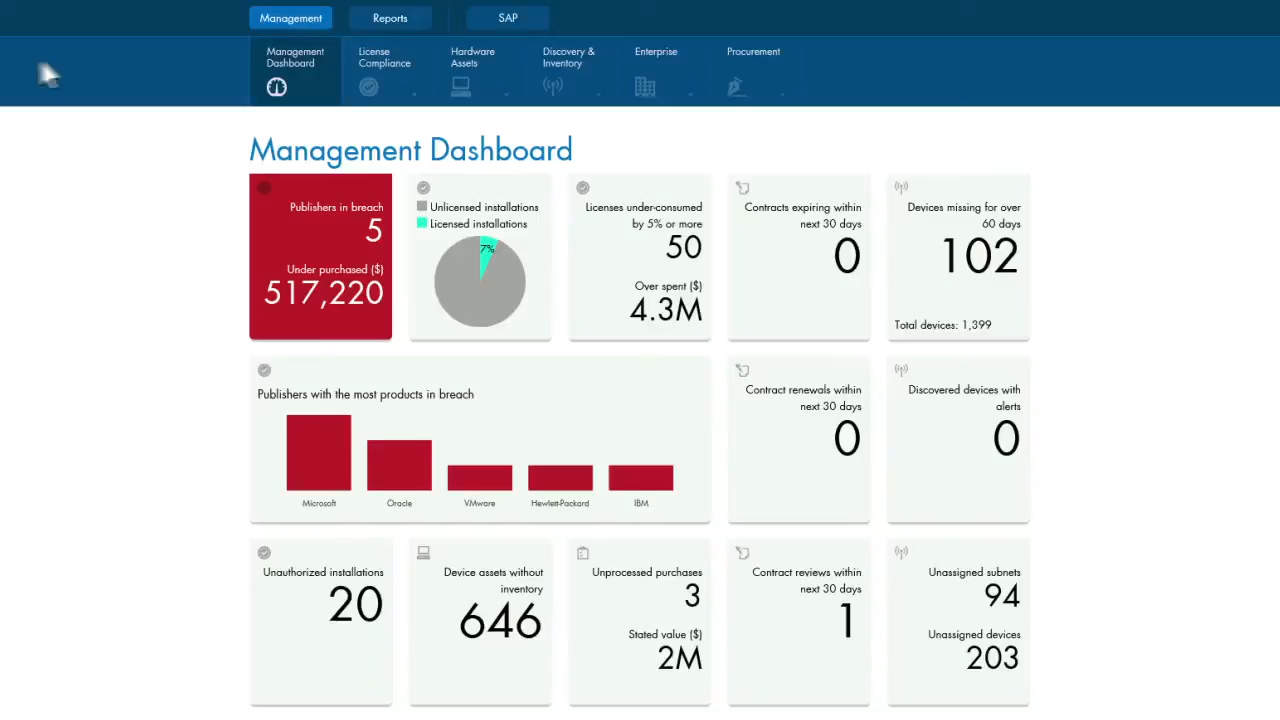 Management
Reports
SAP
Management
Dashboard
License
Compliance
Hardware
Assets
Discovery &
Inventory
Enterprise
Procurement
Management Dashboard
Publishers in breach
5
Under purchased ($)
517,220
Unlicensed installations
Licensed installations
7%
Licenses under-consumed
by 5% or more
50
Over spent ($)
4.3M
Contracts expiring within
next 30 days
0
Devices missing for over
60 days
102
Total devices: 1,399
Publishers with the most products in breach
Microsoft
Oracle
VMware
Hewlett-Packard
IBM
Contract renewals within
next 30 days
0
Discovered devices with
alerts
0
Unauthorized installations
20
Device assets without
inventory
646
Unprocessed purchases
3
Stated value ($)
2M
Contract reviews within
next 30 days
1
Unassigned subnets
94
Unassigned devices
203